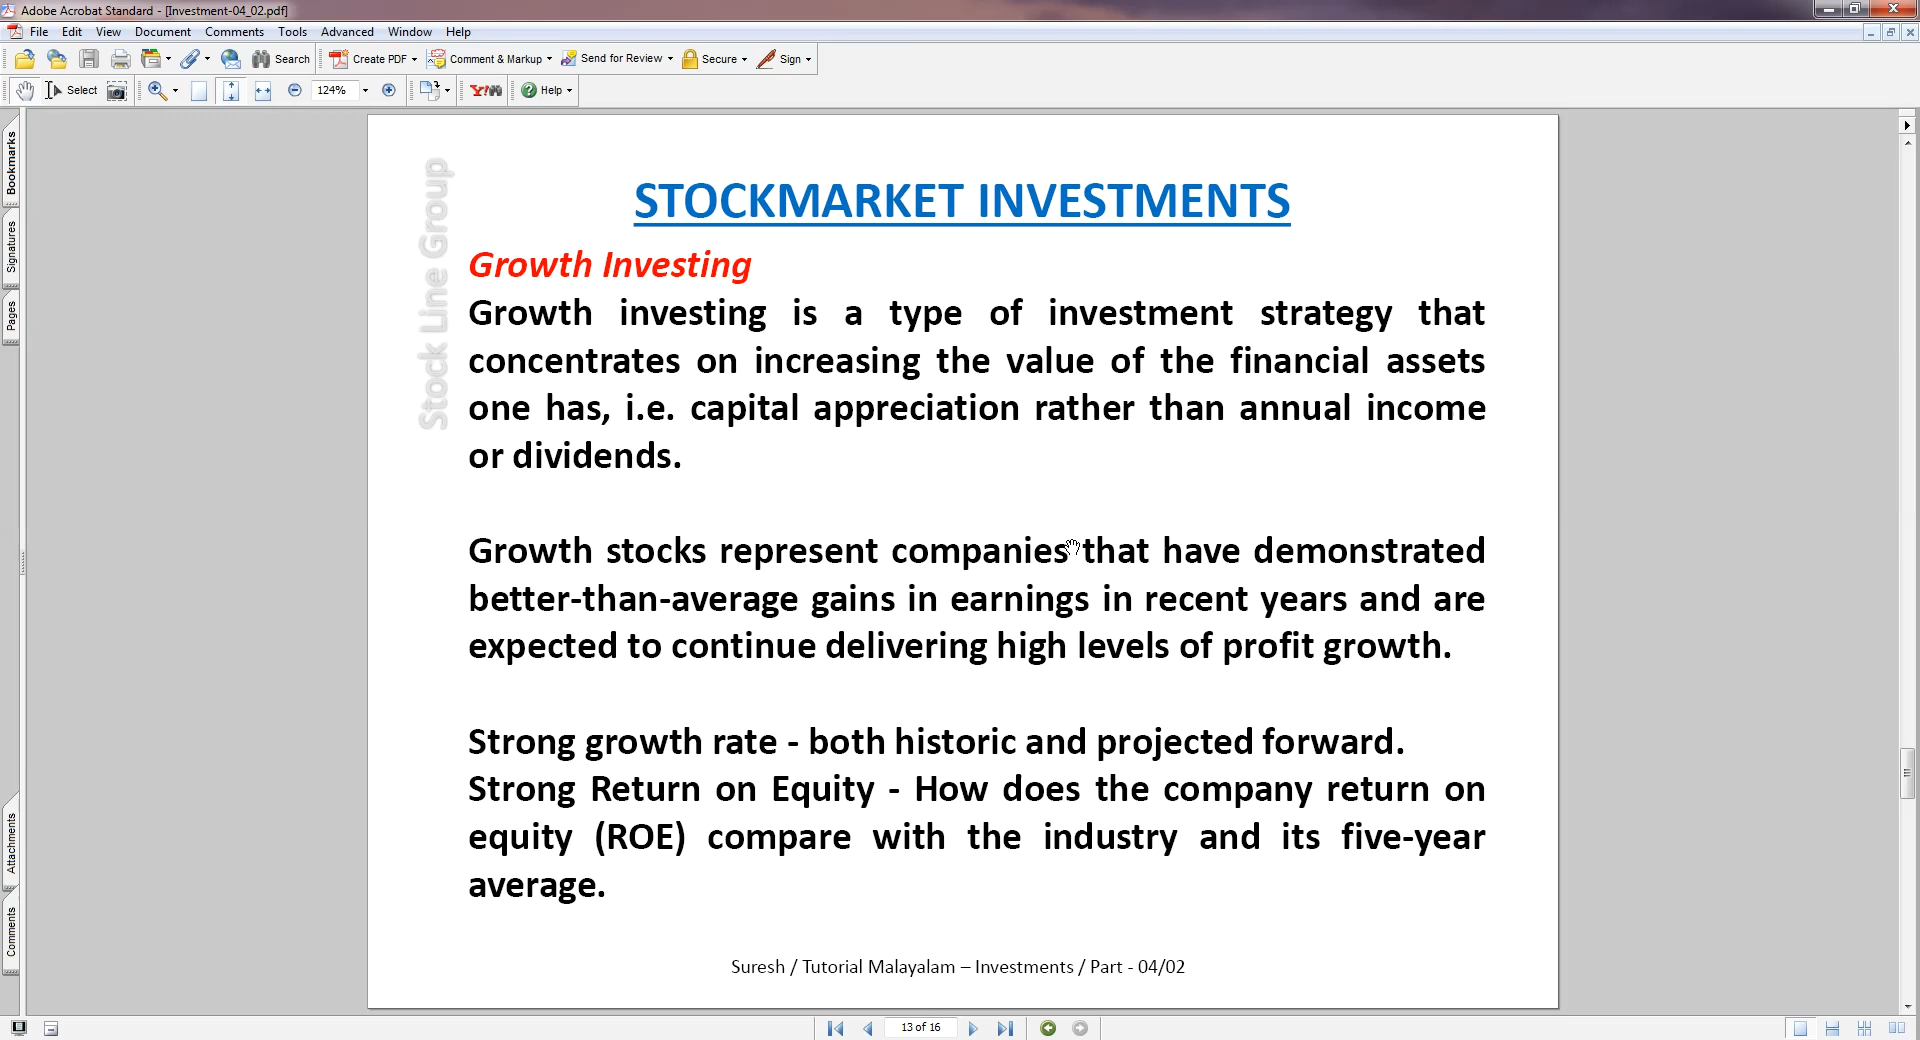 Adobe Acrobat Standard - [Investment-04_02.pdf]
File Edit View Document Comments Tools Advanced Window Help
Search Create PDF Comment & Markup Send for Review Secure Sign
Select 124% Y! Help
Bookmarks
Signatures
Pages
Attachments
Comments
Stock Line Group
STOCKMARKET INVESTMENTS
Growth Investing
Growth investing is a type of investment strategy that
concentrates on increasing the value of the financial assets
one has, i.e. capital appreciation rather than annual income
or dividends.
Growth stocks represent companies that have demonstrated
better-than-average gains in earnings in recent years and are
expected to continue delivering high levels of profit growth.
Strong growth rate - both historic and projected forward.
Strong Return on Equity - How does the company return on
equity (ROE) compare with the industry and its five-year
average.
Suresh / Tutorial Malayalam – Investments / Part - 04/02
13 of 16